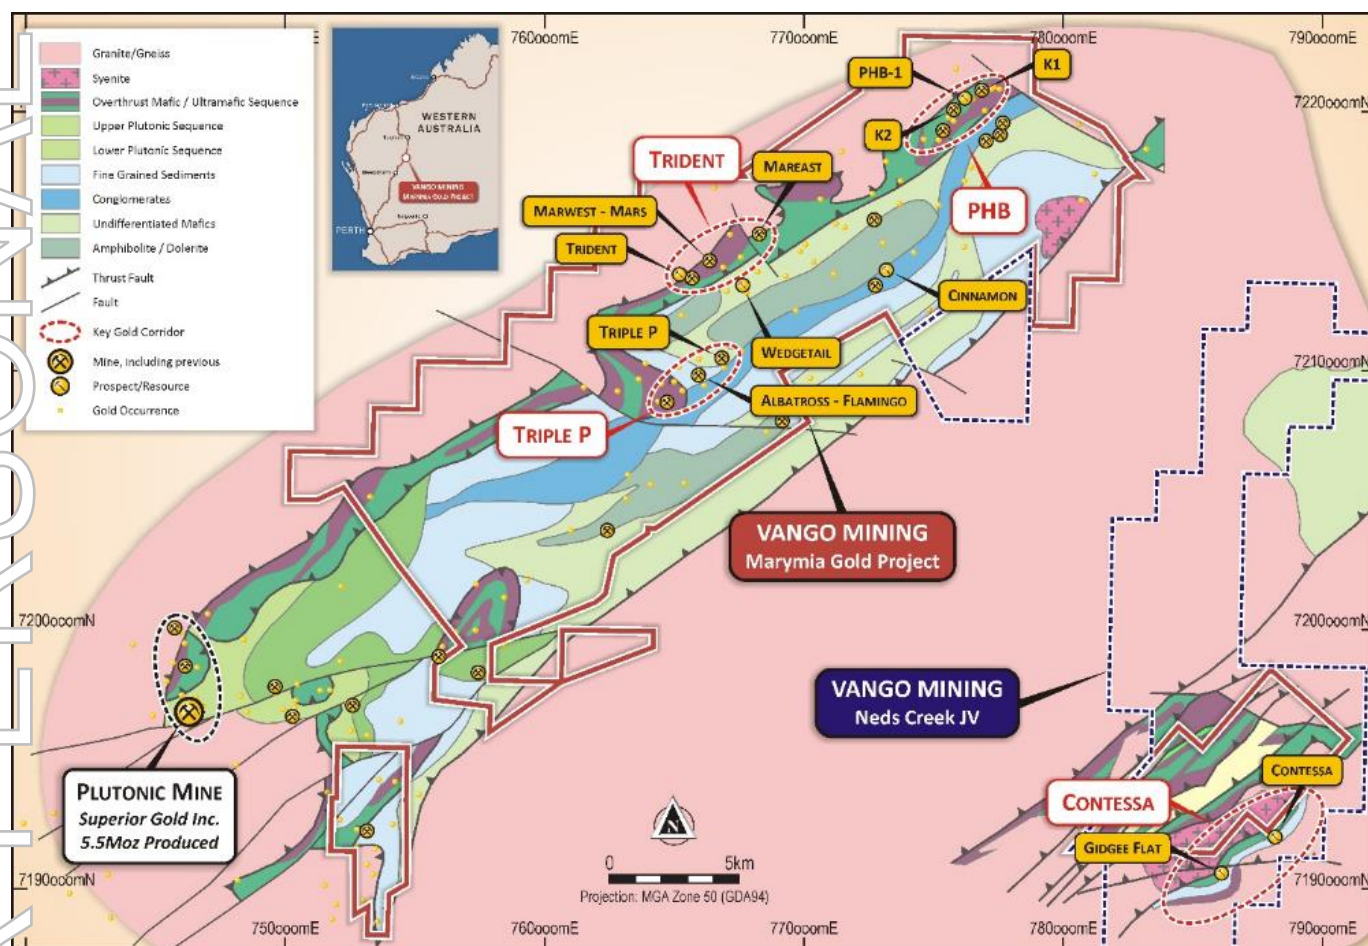 760000mE
770000mE
780000mE
790000mE
Granite/Gneiss
Syenite
Overthrust Mafic / Ultramafic Sequence
Upper Plutonic Sequence
Lower Plutonic Sequence
Fine Grained Sediments
Conglomerates
Undifferentiated Mafics
Amphibolite / Dolerite
Thrust Fault
Fault
Key Gold Corridor
Mine, including previous
Prospect/Resource
Gold Occurrence
WESTERN
AUSTRALIA
VANGO MINING
MARYMIA GOLD PROJECT
PERTH
PHB-1
K1
K2
7220000mN
TRIDENT
MAREAST
MARWEST - MARS
PHB
TRIDENT
CINNAMON
TRIPLE P
WEDGETAIL
7210000mN
ALBATROSS - FLAMINGO
TRIPLE P
VANGO MINING
Marymia Gold Project
7200000mN
7200000mN
VANGO MINING
Neds Creek JV
PLUTONIC MINE
Superior Gold Inc.
5.5Moz Produced
CONTESSA
CONTESSA
GIDGEE FLAT
N
0 5km
Projection: MGA Zone 50 (GDA94)
7190000mN
7190000mN
750000mE
760000mE
770000mE
780000mE
790000mE